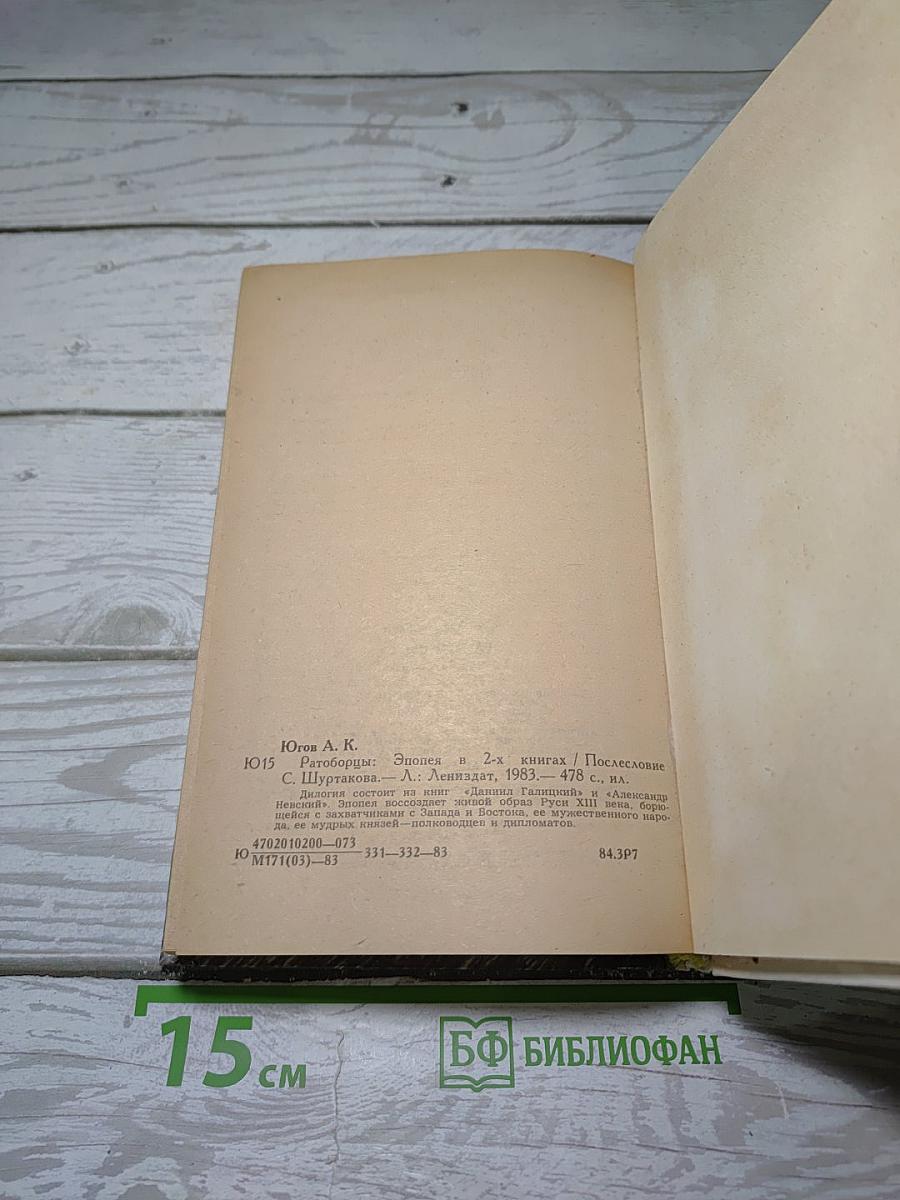 Югов А. К.
Ю15 Ратоборцы: Эпопея в 2-х книгах / Послесловие
С. Шуртакова.— Л.: Лениздат, 1983.— 478 с., ил.
Дилогия состоит из книг «Даниил Галицкий» и «Александр
Невский». Эпопея воссоздает живой образ Руси XIII века, борю-
щейся с захватчиками с Запада и Востока, ее мужественного наро-
да, ее мудрых князей—полководцев и дипломатов.
Ю 4702010200—073
М171(03)—83 331—332—83 84.3Р7
15 см БФ БИБЛИОФАН